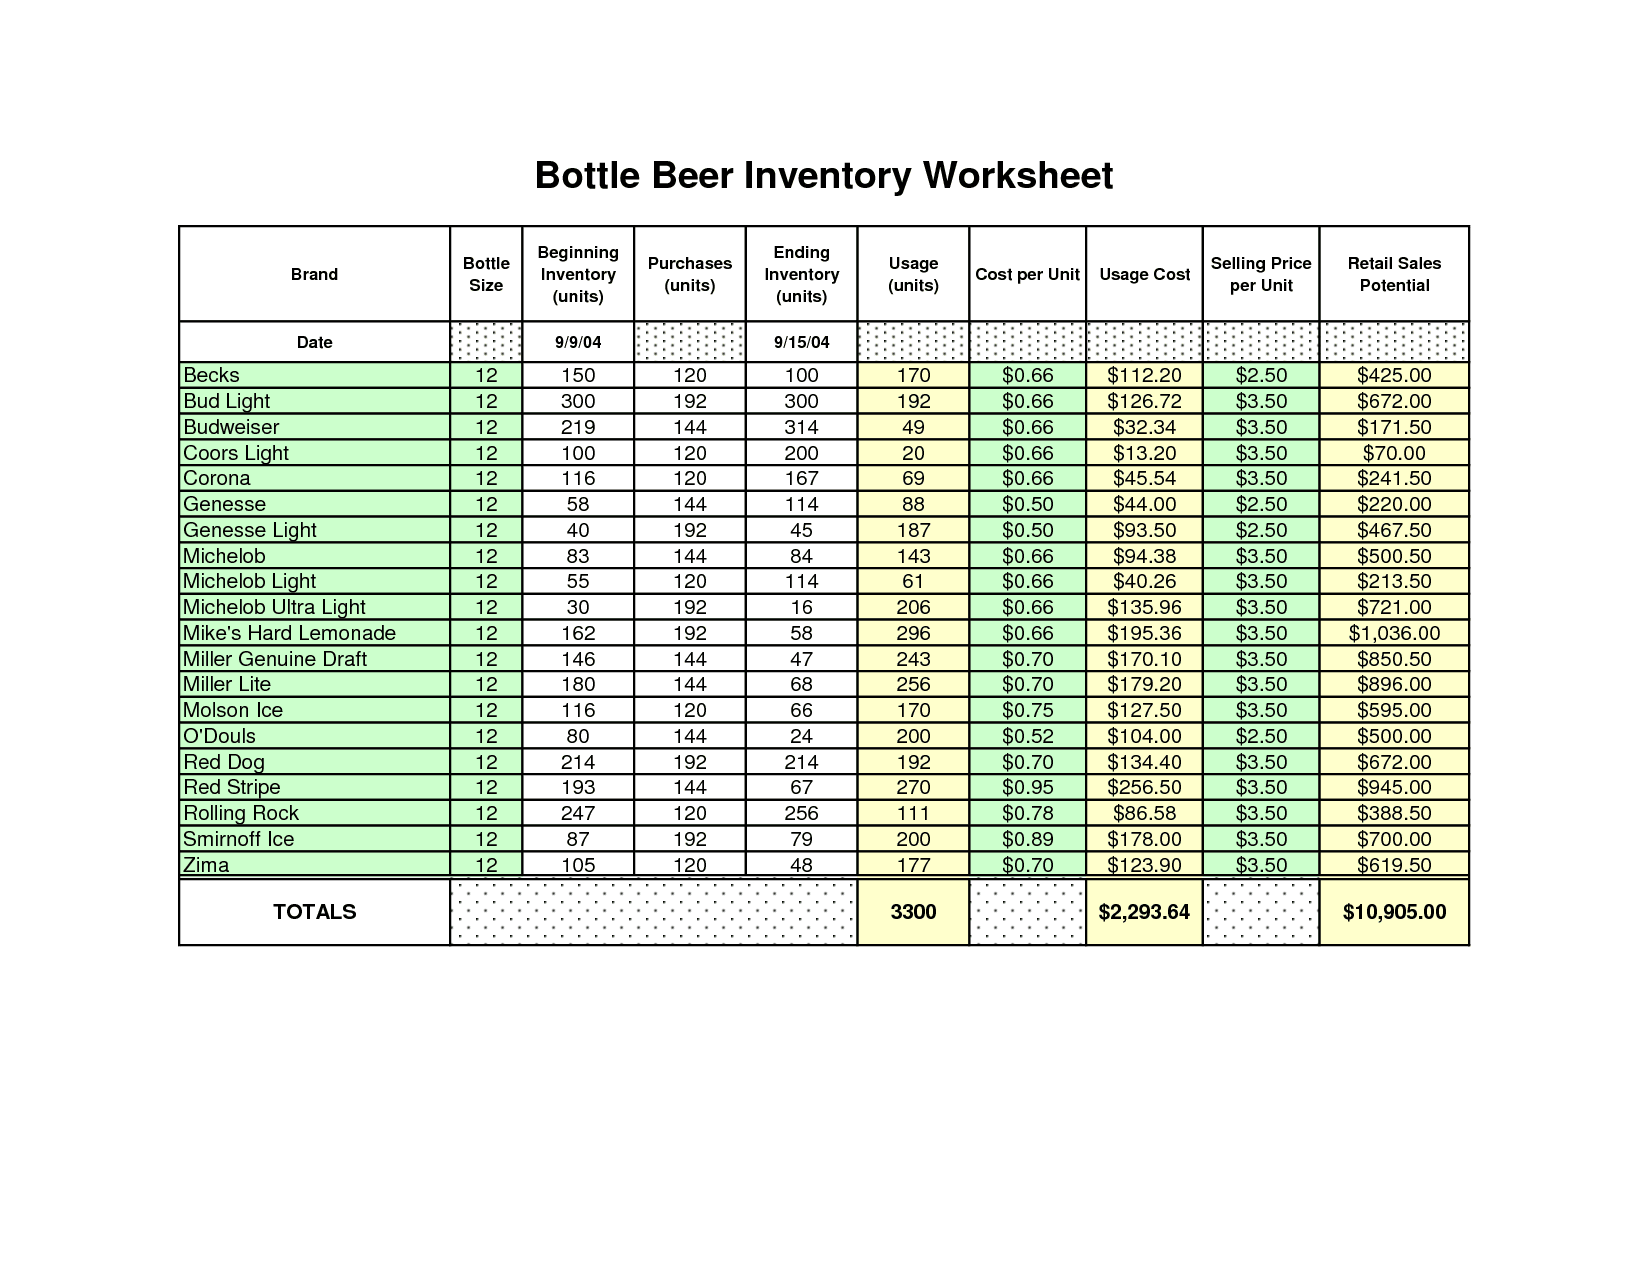 Bottle Beer Inventory Worksheet
Brand Bottle Size Beginning Inventory (units) Purchases (units) Ending Inventory (units) Usage (units) Cost per Unit Usage Cost Selling Price per Unit Retail Sales Potential
Date 9/9/04 9/15/04
Becks 12 150 120 100 170 $0.66 $112.20 $2.50 $425.00
Bud Light 12 300 192 300 192 $0.66 $126.72 $3.50 $672.00
Budweiser 12 219 144 314 49 $0.66 $32.34 $3.50 $171.50
Coors Light 12 100 120 200 20 $0.66 $13.20 $3.50 $70.00
Corona 12 116 120 167 69 $0.66 $45.54 $3.50 $241.50
Genesse 12 58 144 114 88 $0.50 $44.00 $2.50 $220.00
Genesse Light 12 40 192 45 187 $0.50 $93.50 $2.50 $467.50
Michelob 12 83 144 84 143 $0.66 $94.38 $3.50 $500.50
Michelob Light 12 55 120 114 61 $0.66 $40.26 $3.50 $213.50
Michelob Ultra Light 12 30 192 16 206 $0.66 $135.96 $3.50 $721.00
Mike's Hard Lemonade 12 162 192 58 296 $0.66 $195.36 $3.50 $1,036.00
Miller Genuine Draft 12 146 144 47 243 $0.70 $170.10 $3.50 $850.50
Miller Lite 12 180 144 68 256 $0.70 $179.20 $3.50 $896.00
Molson Ice 12 116 120 66 170 $0.75 $127.50 $3.50 $595.00
O'Douls 12 80 144 24 200 $0.52 $104.00 $2.50 $500.00
Red Dog 12 214 192 214 192 $0.70 $134.40 $3.50 $672.00
Red Stripe 12 193 144 67 270 $0.95 $256.50 $3.50 $945.00
Rolling Rock 12 247 120 256 111 $0.78 $86.58 $3.50 $388.50
Smirnoff Ice 12 87 192 79 200 $0.89 $178.00 $3.50 $700.00
Zima 12 105 120 48 177 $0.70 $123.90 $3.50 $619.50
TOTALS 3300 $2,293.64 $10,905.00